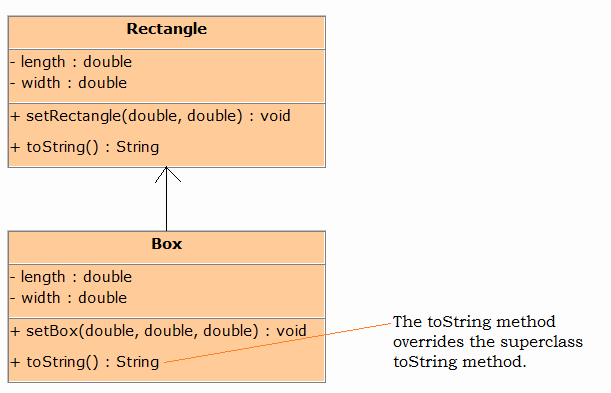 Rectangle
- length : double
- width : double
+ setRectangle(double, double) : void
+ toString() : String
Box
- length : double
- width : double
+ setBox(double, double, double) : void
+ toString() : String
The toString method
overrides the superclass
toString method.